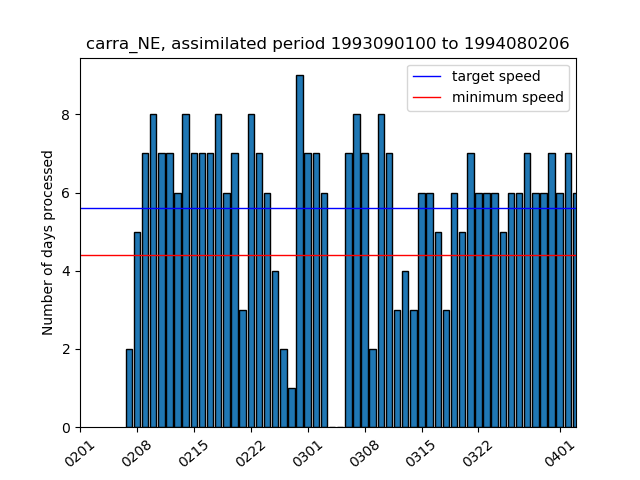 carra_NE, assimilated period 1993090100 to 1994080206
target speed
minimum speed
Number of days processed
8
6
4
2
0
0201 0208 0215 0222 0301 0308 0315 0322 0401